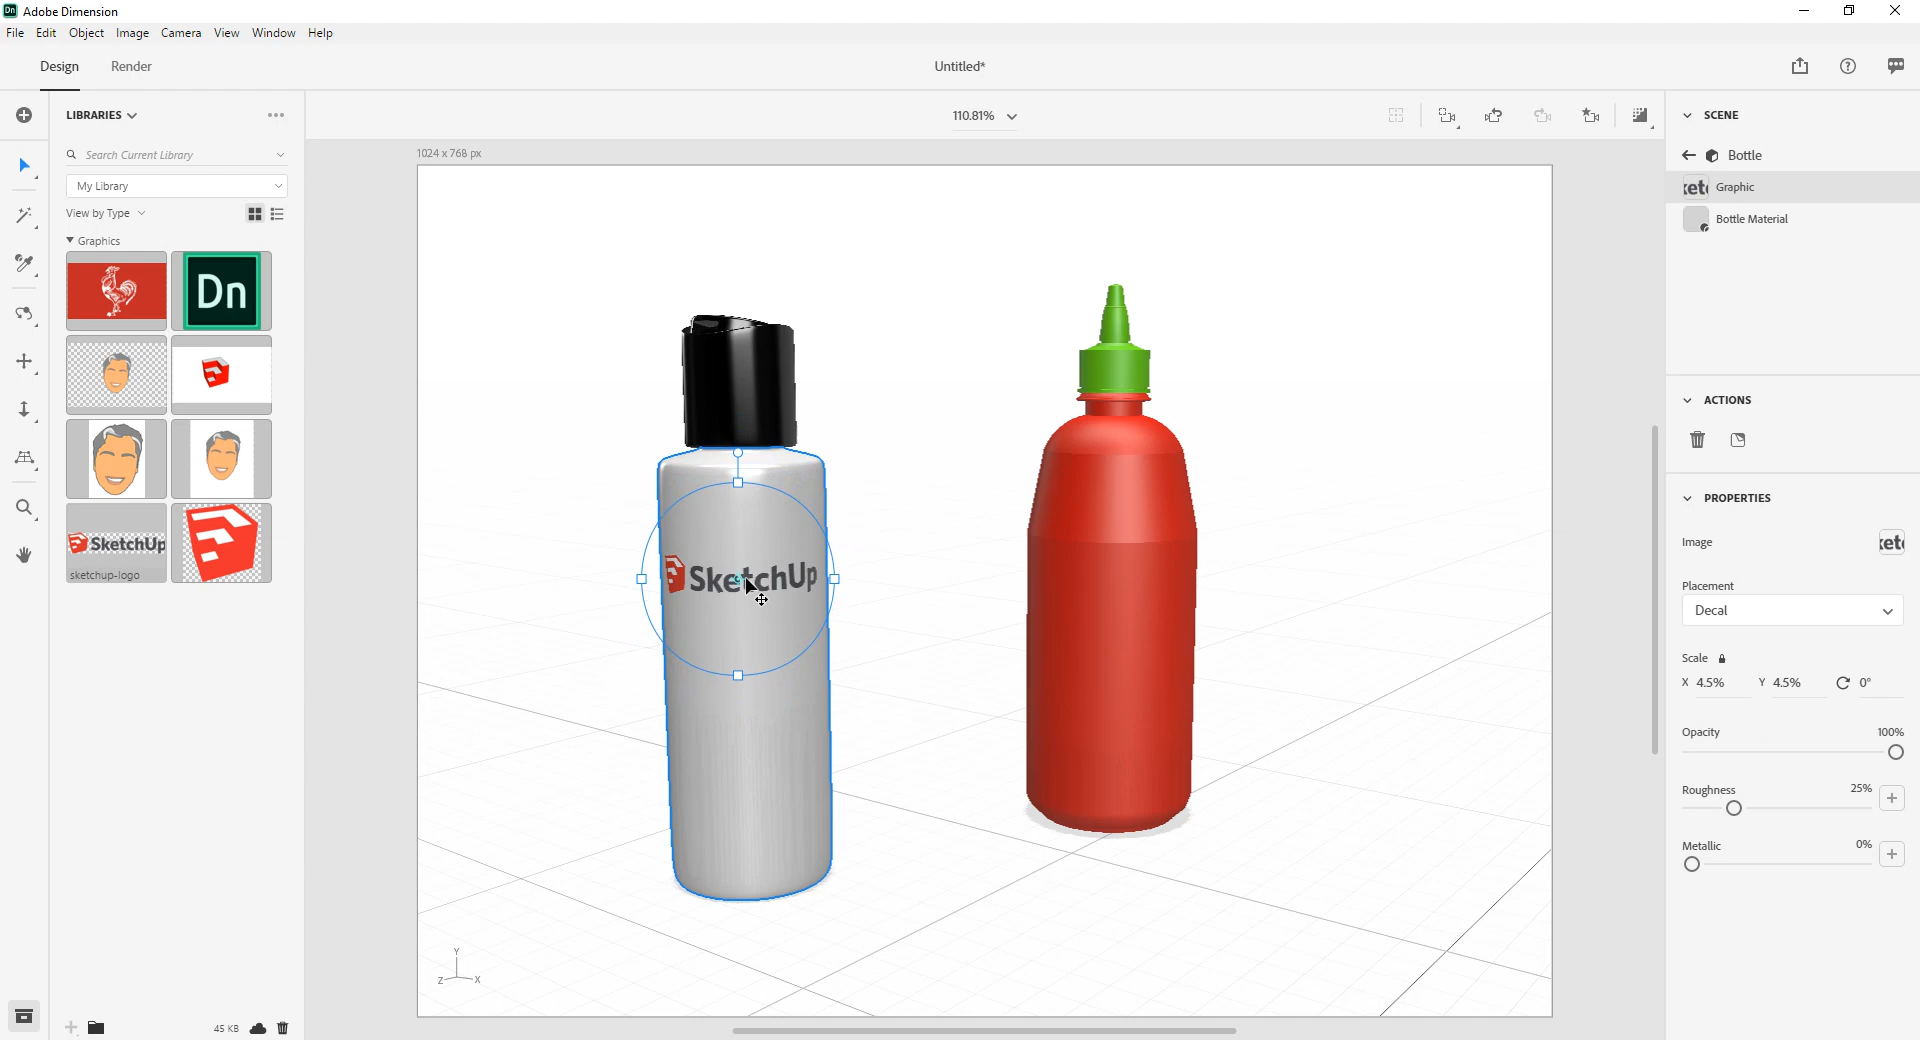 Dn Adobe Dimension
File Edit Object Image Camera View Window Help
Design Render
Untitled*
LIBRARIES
110.81%
Search Current Library
My Library
View by Type
Graphics
Dn
SketchUp
sketchup-logo
45 KB
1024 x 768 px
SketchUp
Y
Z X
SCENE
Bottle
ketc Graphic
Bottle Material
ACTIONS
PROPERTIES
Image ketc
Placement
Decal
Scale
X 4.5% Y 4.5% 0°
Opacity 100%
Roughness 25%
Metallic 0%